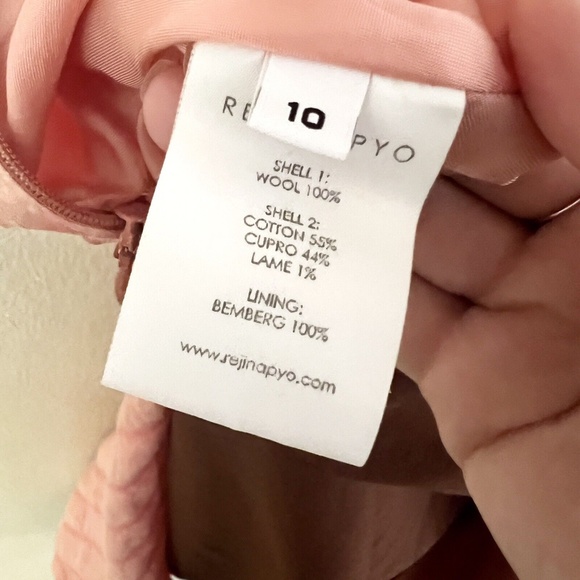 10
RE PYO
SHELL 1:
WOOL 100%
SHELL 2:
COTTON 55%
CUPRO 44%
LAME 1%
LINING:
BEMBERG 100%
www.rejinapyo.com